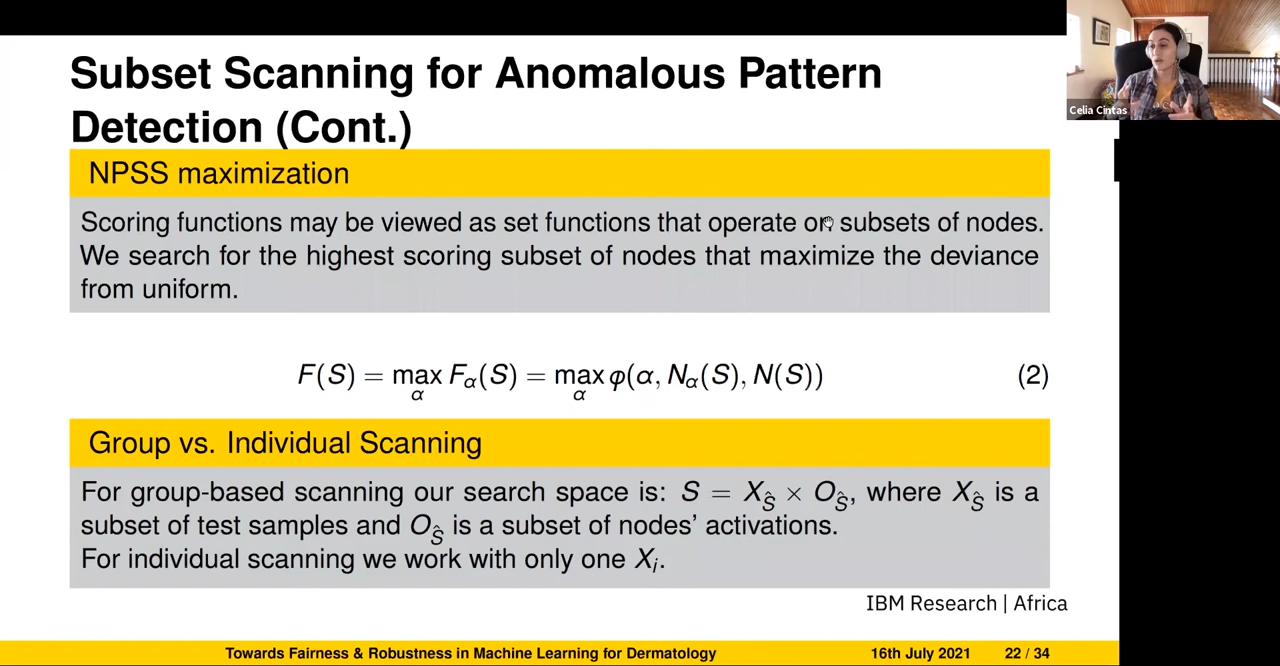 Subset Scanning for Anomalous Pattern
Detection (Cont.)
Celia Cintas
NPSS maximization
Scoring functions may be viewed as set functions that operate on subsets of nodes.
We search for the highest scoring subset of nodes that maximize the deviance
from uniform.
F(S) = max_α F_α(S) = max_α φ(α, N_α(S), N(S)) (2)
Group vs. Individual Scanning
For group-based scanning our search space is: S = X_Ŝ × O_Ŝ, where X_Ŝ is a
subset of test samples and O_Ŝ is a subset of nodes' activations.
For individual scanning we work with only one X_i.
IBM Research | Africa
Towards Fairness & Robustness in Machine Learning for Dermatology 16th July 2021 22 / 34